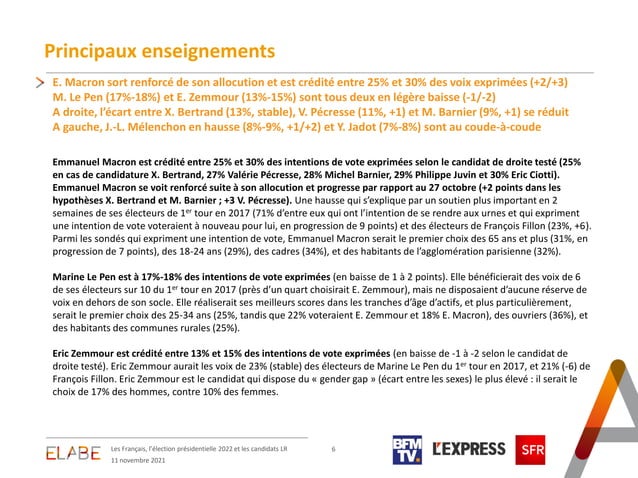 Principaux enseignements
E. Macron sort renforcé de son allocution et est crédité entre 25% et 30% des voix exprimées (+2/+3)
M. Le Pen (17%-18%) et E. Zemmour (13%-15%) sont tous deux en légère baisse (-1/-2)
A droite, l’écart entre X. Bertrand (13%, stable), V. Pécresse (11%, +1) et M. Barnier (9%, +1) se réduit
A gauche, J.-L. Mélenchon en hausse (8%-9%, +1/+2) et Y. Jadot (7%-8%) sont au coude-à-coude
Emmanuel Macron est crédité entre 25% et 30% des intentions de vote exprimées selon le candidat de droite testé (25%
en cas de candidature X. Bertrand, 27% Valérie Pécresse, 28% Michel Barnier, 29% Philippe Juvin et 30% Eric Ciotti).
Emmanuel Macron se voit renforcé suite à son allocution et progresse par rapport au 27 octobre (+2 points dans les
hypothèses X. Bertrand et M. Barnier ; +3 V. Pécresse). Une hausse qui s’explique par un soutien plus important en 2
semaines de ses électeurs de 1er tour en 2017 (71% d’entre eux qui ont l’intention de se rendre aux urnes et qui expriment
une intention de vote voteraient à nouveau pour lui, en progression de 9 points) et des électeurs de François Fillon (23%, +6).
Parmi les sondés qui expriment une intention de vote, Emmanuel Macron serait le premier choix des 65 ans et plus (31%, en
progression de 7 points), des 18-24 ans (29%), des cadres (34%), et des habitants de l’agglomération parisienne (32%).
Marine Le Pen est à 17%-18% des intentions de vote exprimées (en baisse de 1 à 2 points). Elle bénéficierait des voix de 6
de ses électeurs sur 10 du 1er tour en 2017 (près d’un quart choisirait E. Zemmour), mais ne disposaient d’aucune réserve de
voix en dehors de son socle. Elle réaliserait ses meilleurs scores dans les tranches d’âge d’actifs, et plus particulièrement,
serait le premier choix des 25-34 ans (25%, tandis que 22% voteraient E. Zemmour et 18% E. Macron), des ouvriers (36%), et
des habitants des communes rurales (25%).
Eric Zemmour est crédité entre 13% et 15% des intentions de vote exprimées (en baisse de -1 à -2 selon le candidat de
droite testé). Eric Zemmour aurait les voix de 23% (stable) des électeurs de Marine Le Pen du 1er tour en 2017, et 21% (-6) de
François Fillon. Eric Zemmour est le candidat qui dispose du « gender gap » (écart entre les sexes) le plus élevé : il serait le
choix de 17% des hommes, contre 10% des femmes.
ELABE
Les Français, l’élection présidentielle 2022 et les candidats LR
11 novembre 2021
6
BFM
TV.
L'EXPRESS
SFR